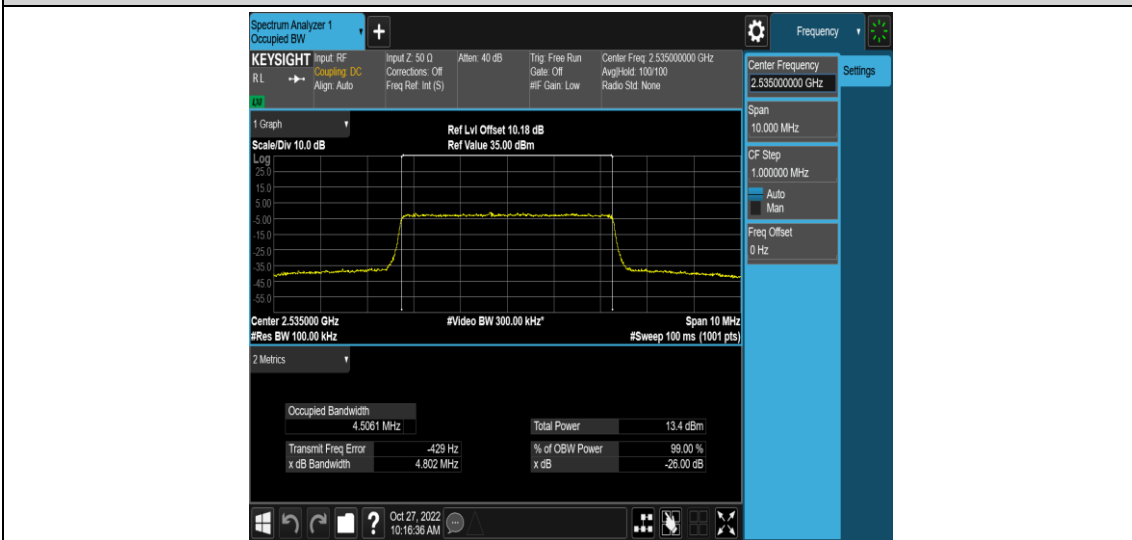 Spectrum Analyzer 1
Occupied BW
+
Frequency
KEYSIGHT
RL
LXI
Input: RF
Coupling: DC
Align: Auto
Input Z: 50 Ω
Corrections: Off
Freq Ref: Int (S)
Atten: 40 dB
Trig: Free Run
Gate: Off
#IF Gain: Low
Center Freq: 2.535000000 GHz
Avg|Hold: 100/100
Radio Std: None
Center Frequency
2.535000000 GHz
Settings
Span
10.000 MHz
CF Step
1.000000 MHz
Auto
Man
Freq Offset
0 Hz
1 Graph
Scale/Div 10.0 dB
Ref Lvl Offset 10.18 dB
Ref Value 35.00 dBm
Log
25.0
15.0
5.00
-5.00
-15.0
-25.0
-35.0
-45.0
-55.0
Center 2.535000 GHz
#Res BW 100.00 kHz
#Video BW 300.00 kHz*
Span 10 MHz
#Sweep 100 ms (1001 pts)
2 Metrics
Occupied Bandwidth
4.5061 MHz
Total Power 13.4 dBm
Transmit Freq Error -429 Hz
% of OBW Power 99.00 %
x dB Bandwidth 4.802 MHz
x dB -26.00 dB
?
Oct 27, 2022
10:16:36 AM